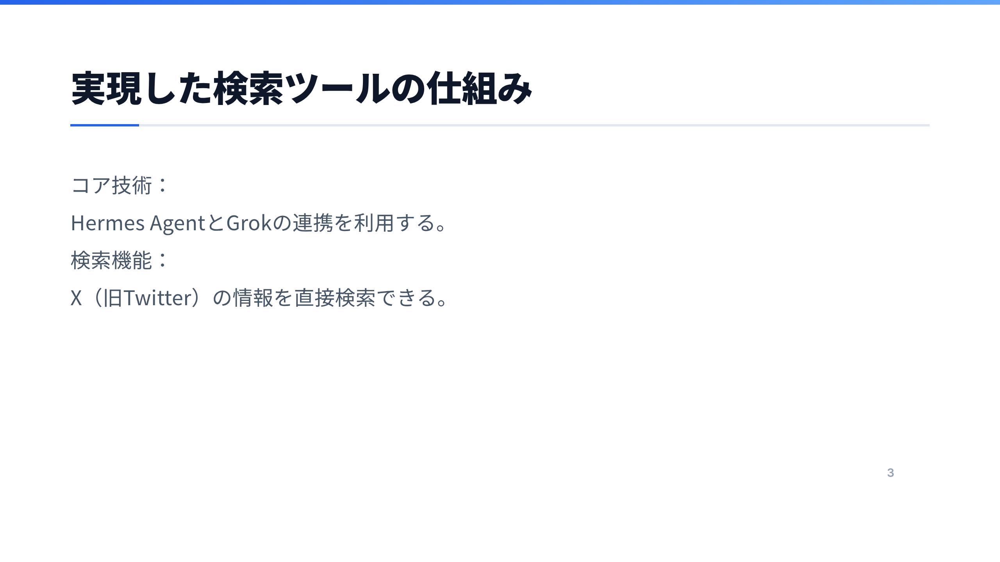 実現した検索ツールの仕組み
コア技術：
Hermes AgentとGrokの連携を利用する。
検索機能：
X（旧Twitter）の情報を直接検索できる。
3